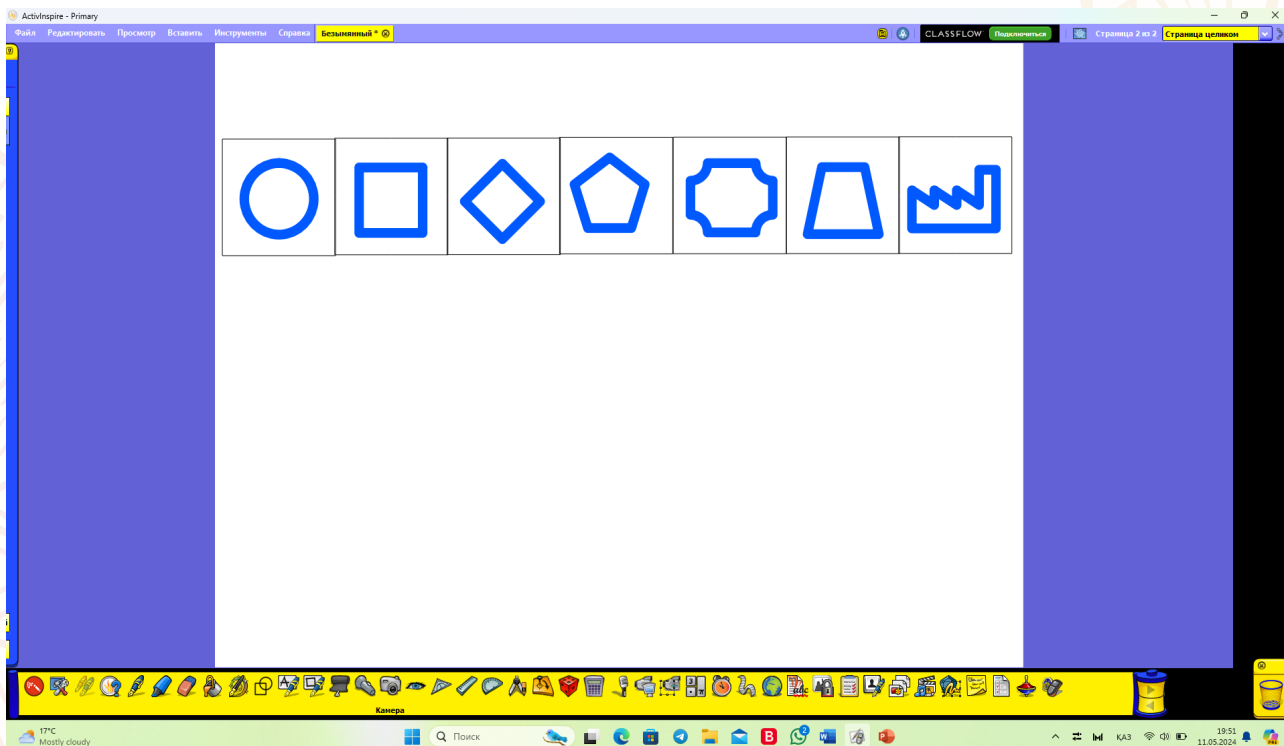 ActivInspire - Primary
Файл Редактировать Просмотр Вставить Инструменты Справка Безымянный * CLASSFLOW Подключиться Страница 2 из 2 Страница целиком
Камера
17°C
Mostly cloudy
Поиск
B
2
ҚАЗ
19:51
11.05.2024